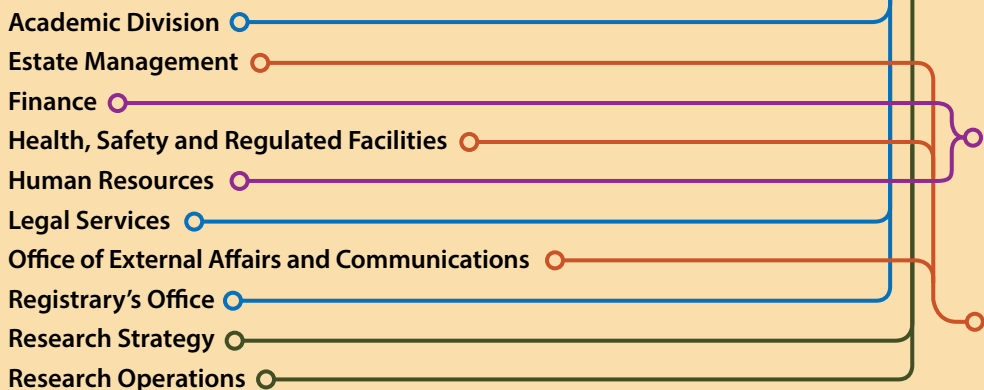 Academic Division
Estate Management
Finance
Health, Safety and Regulated Facilities
Human Resources
Legal Services
Office of External Affairs and Communications
Registrary’s Office
Research Strategy
Research Operations